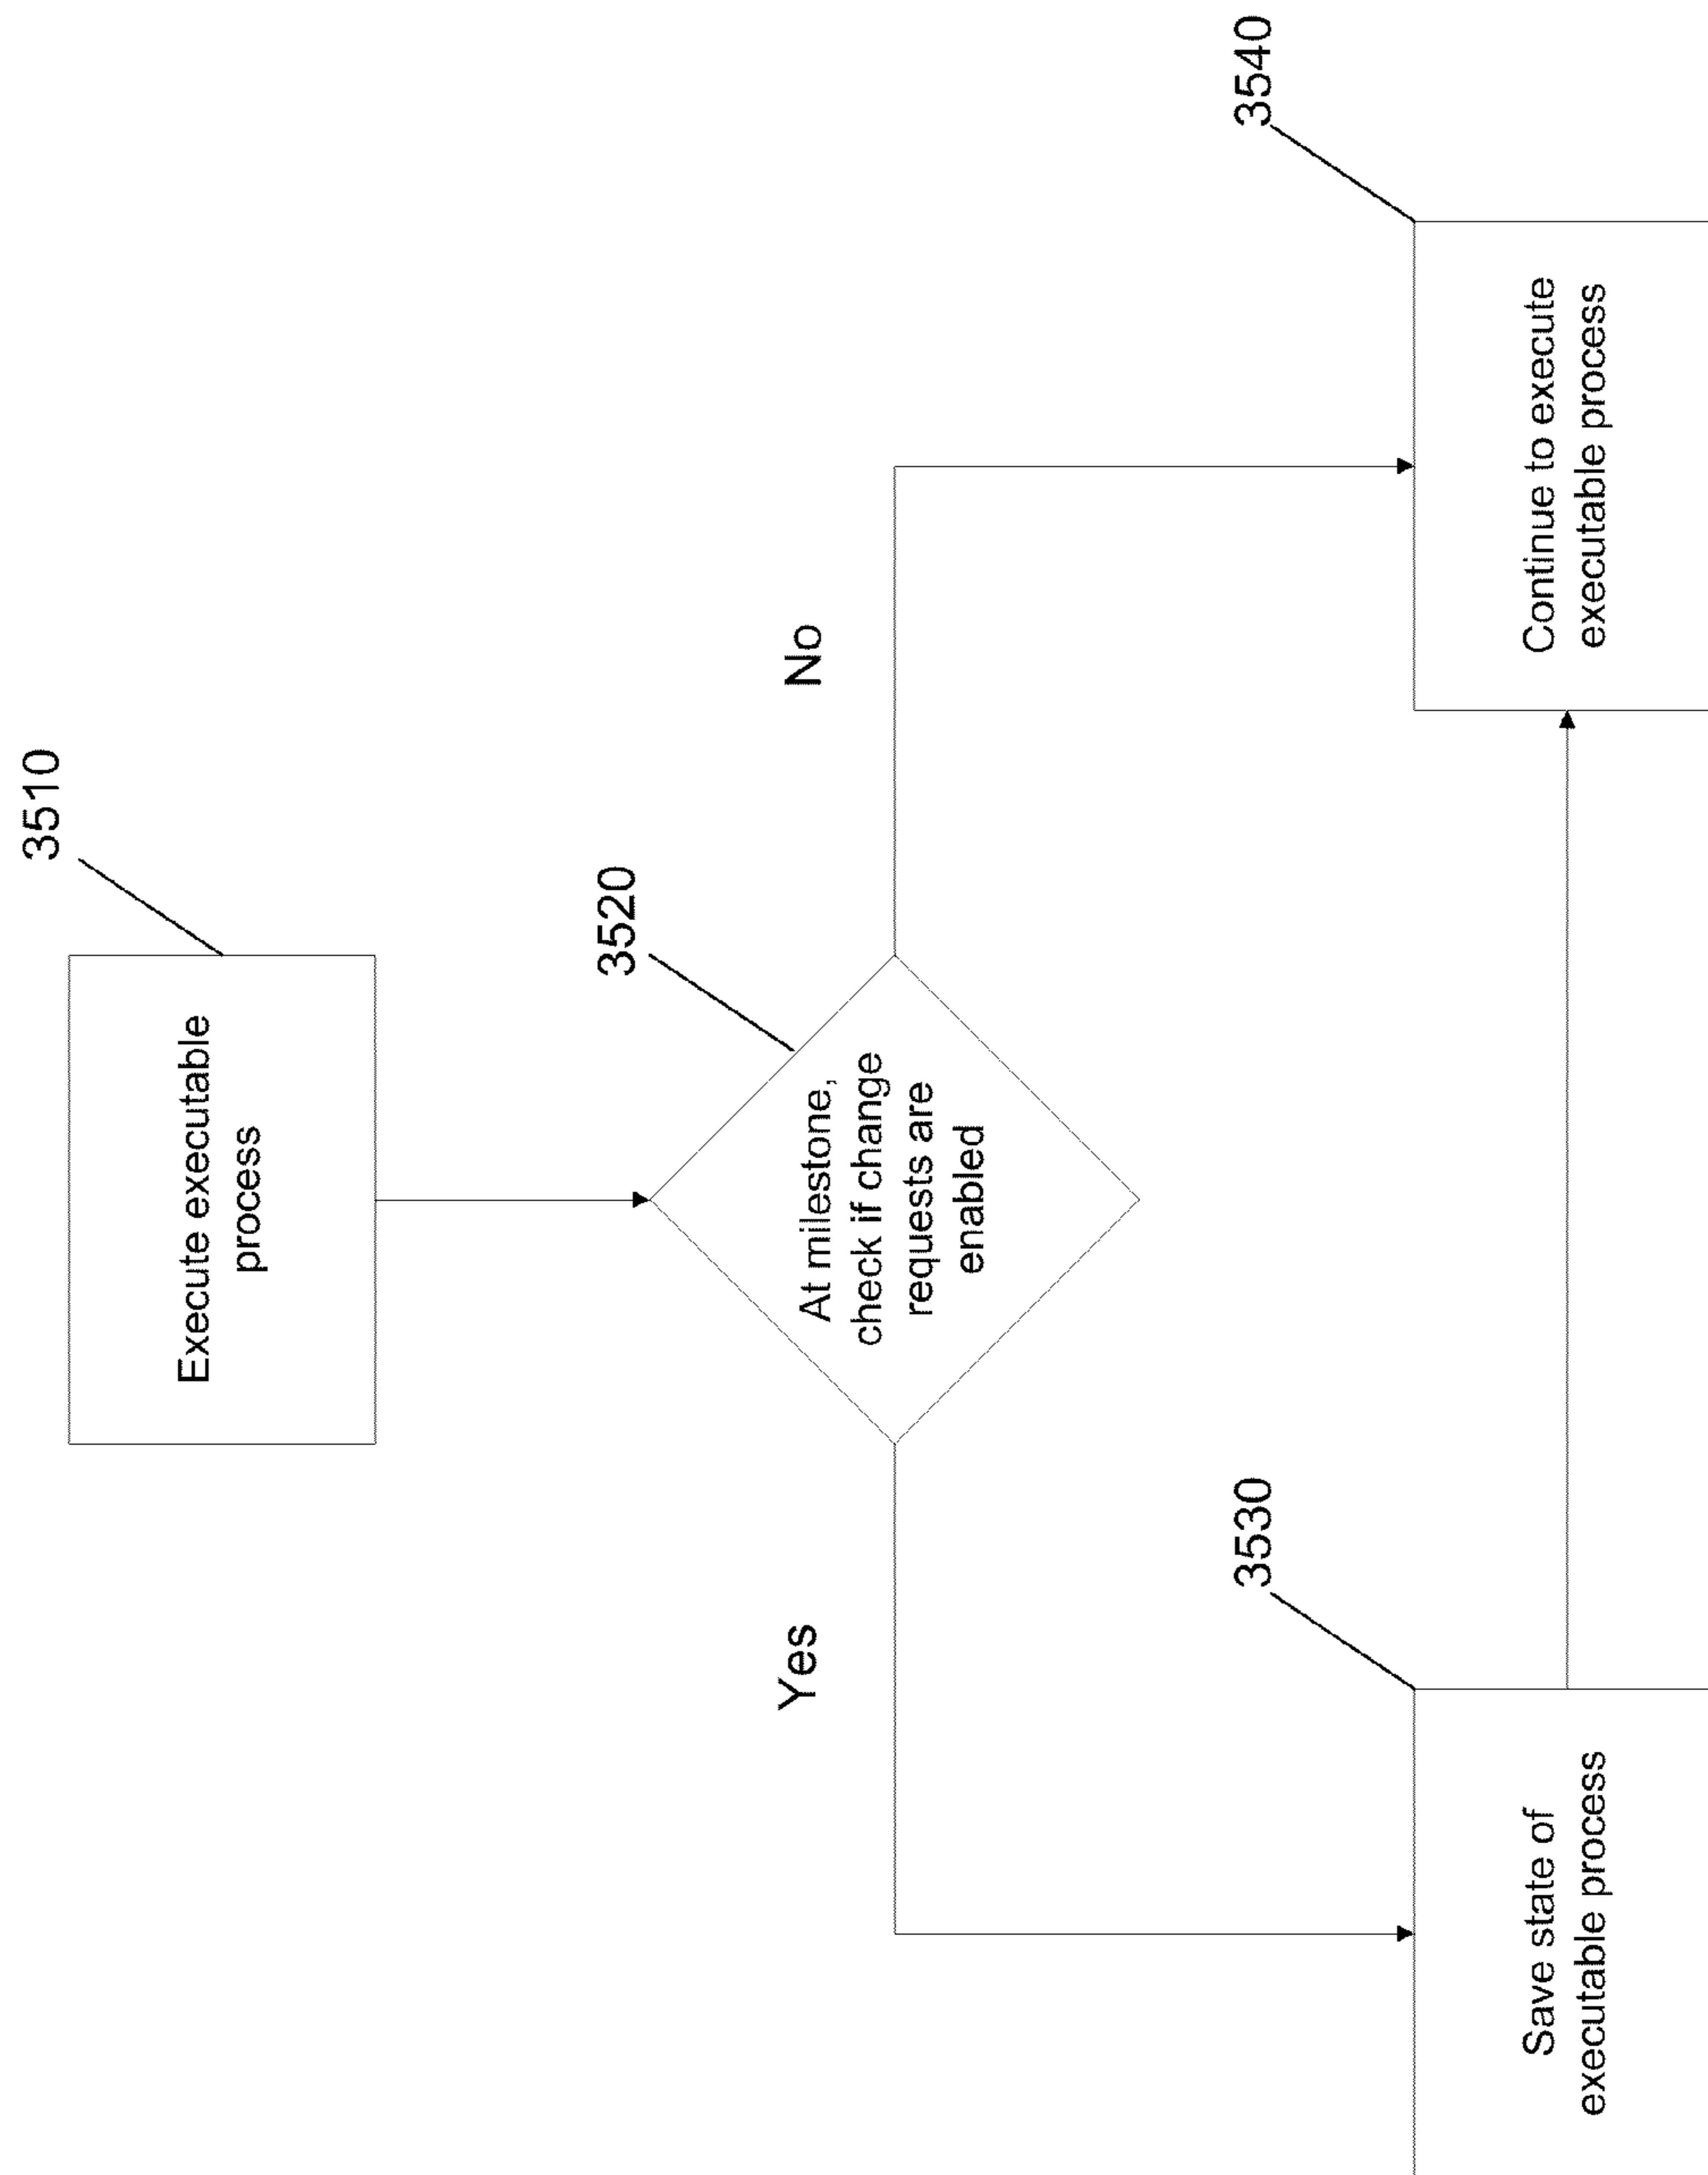 3510
Execute executable
process
3520
At milestone,
check if change
requests are
enabled
Yes
No
3530
Save state of
executable process
3540
Continue to execute
executable process